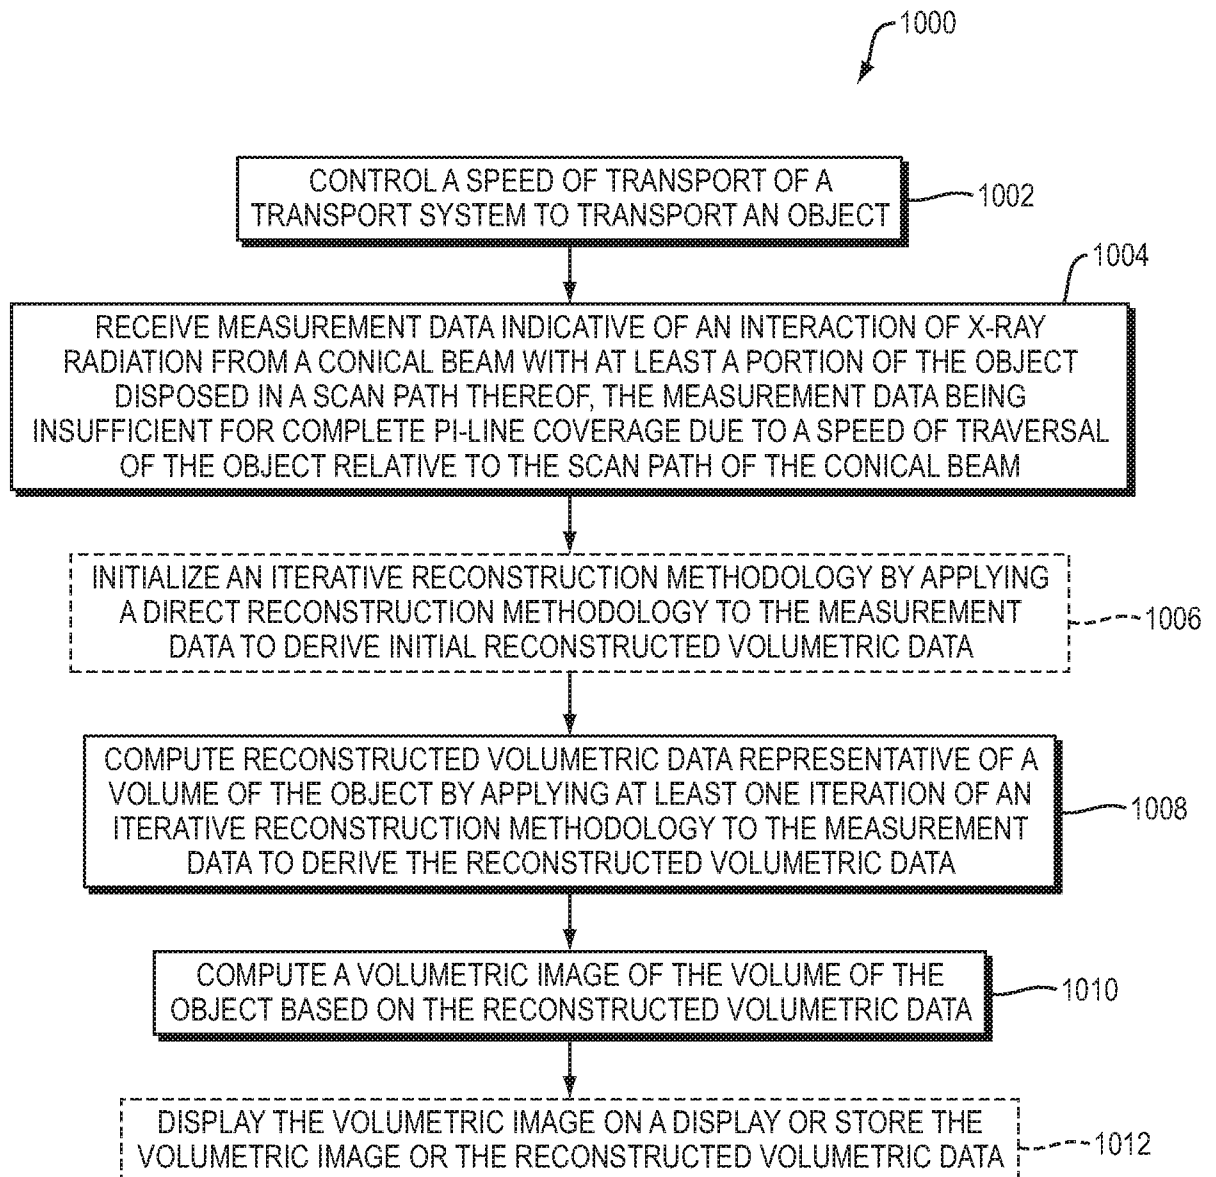 1000
CONTROL A SPEED OF TRANSPORT OF A
TRANSPORT SYSTEM TO TRANSPORT AN OBJECT
1002
1004
RECEIVE MEASUREMENT DATA INDICATIVE OF AN INTERACTION OF X-RAY
RADIATION FROM A CONICAL BEAM WITH AT LEAST A PORTION OF THE OBJECT
DISPOSED IN A SCAN PATH THEREOF, THE MEASUREMENT DATA BEING
INSUFFICIENT FOR COMPLETE PI-LINE COVERAGE DUE TO A SPEED OF TRAVERSAL
OF THE OBJECT RELATIVE TO THE SCAN PATH OF THE CONICAL BEAM
INITIALIZE AN ITERATIVE RECONSTRUCTION METHODOLOGY BY APPLYING
A DIRECT RECONSTRUCTION METHODOLOGY TO THE MEASUREMENT
DATA TO DERIVE INITIAL RECONSTRUCTED VOLUMETRIC DATA
1006
COMPUTE RECONSTRUCTED VOLUMETRIC DATA REPRESENTATIVE OF A
VOLUME OF THE OBJECT BY APPLYING AT LEAST ONE ITERATION OF AN
ITERATIVE RECONSTRUCTION METHODOLOGY TO THE MEASUREMENT
DATA TO DERIVE THE RECONSTRUCTED VOLUMETRIC DATA
1008
COMPUTE A VOLUMETRIC IMAGE OF THE VOLUME OF THE
OBJECT BASED ON THE RECONSTRUCTED VOLUMETRIC DATA
1010
DISPLAY THE VOLUMETRIC IMAGE ON A DISPLAY OR STORE THE
VOLUMETRIC IMAGE OR THE RECONSTRUCTED VOLUMETRIC DATA
1012